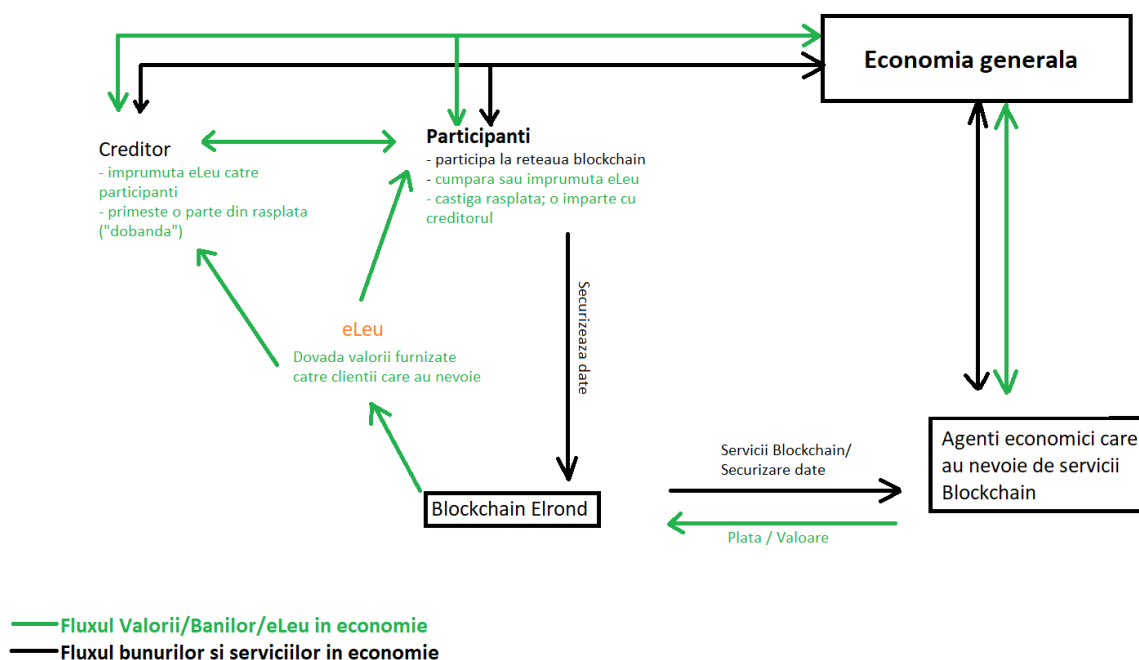 Economia generala
Creditor
- imprumuta eLeu catre
participanti
- primeste o parte din rasplata
("dobanda")
Participanti
- participa la reteaua blockchain
- cumpara sau imprumuta eLeu
- castiga rasplata; o imparte cu
creditorul
Securizeaza date
eLeu
Dovada valorii furnizate
catre clientii care au nevoie
Blockchain Elrond
Servicii Blockchain/
Securizare date
Plata / Valoare
Agenti economici care
au nevoie de servicii
Blockchain
Fluxul Valorii/Banilor/eLeu in economie
Fluxul bunurilor si serviciilor in economie